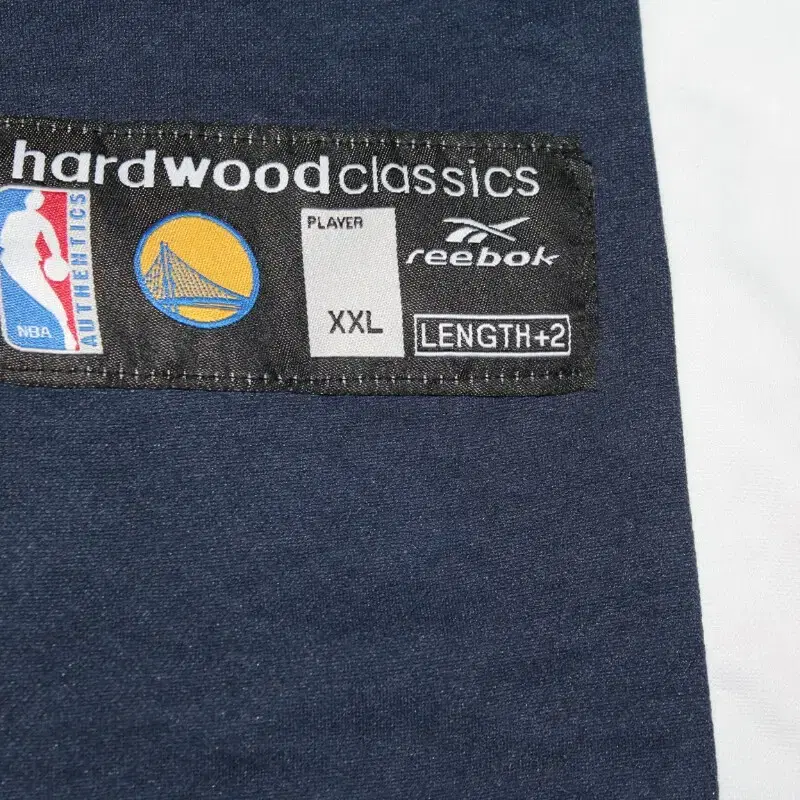 hardwoodclassics
NBA
AUTHENTICS
PLAYER
XXL
Reebok
LENGTH+2